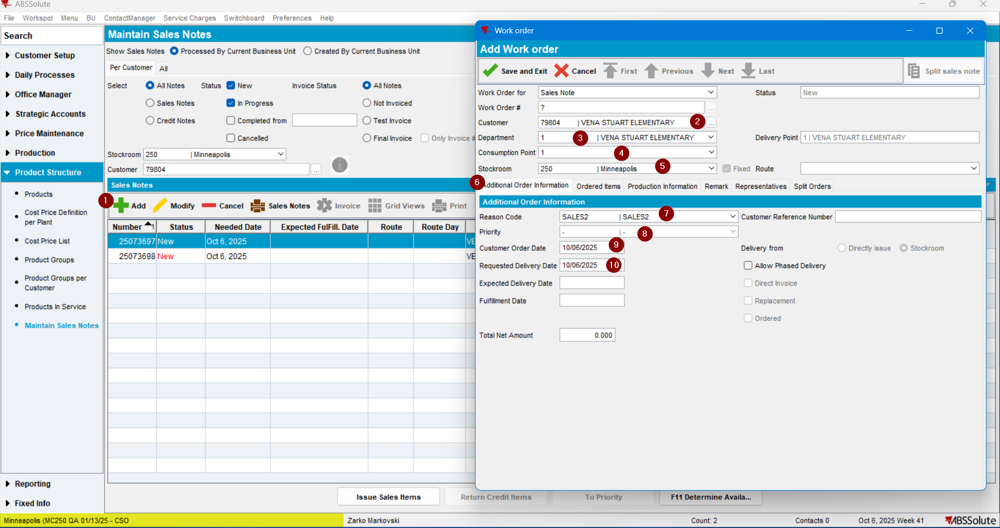 ABSSolute
File Workspot Menu BU ContactManager Service Charges Switchboard Preferences Help
Search
Customer Setup
Daily Processes
Office Manager
Strategic Accounts
Price Maintenance
Production
Product Structure
Products
Cost Price Definition
per Plant
Cost Price List
Product Groups
Product Groups per
Customer
Products In Service
Maintain Sales Notes
Reporting
Fixed Info
Maintain Sales Notes
Show Sales Notes Processed By Current Business Unit Created By Current Business Unit
Per Customer All
Select All Notes Status New Invoice Status All Notes
Sales Notes In Progress Not Invoiced
Credit Notes Completed from Test Invoice
Cancelled Final Invoice Only Invoice #
Stockroom 250 | Minneapolis
Customer 79804 ...
Sales Notes
1 Add Modify Cancel Sales Notes Invoice Grid Views Print
Number 1 Status Needed Date Expected FulFill. Date Route Route Day
25073697 New Oct 6, 2025 VE
25073698 New Oct 6, 2025 VE
Issue Sales Items Return Credit Items To Priority F11 Determine Availa...
Work order
Add Work order
Save and Exit Cancel First Previous Next Last Split sales note
Work Order for Sales Note Status New
Work Order # ? ...
Customer 79804 | VENA STUART ELEMENTARY 2 ...
Department 1 3 | VENA STUART ELEMENTARY Delivery Point 1 | VENA STUART ELEMENTARY
Consumption Point 1 4
Stockroom 250 | Minneapolis 5 Fixed Route
6 Additional Order Information Ordered Items Production Information Remark Representatives Split Orders
Additional Order Information
Reason Code SALES2 | SALES2 7 Customer Reference Number
Priority - | - 8
Customer Order Date 10/06/2025 9 Delivery from Directly issue Stockroom
Requested Delivery Date 10/06/2025 10 Allow Phased Delivery
Expected Delivery Date Direct Invoice
Fulfillment Date Replacement
Ordered
Total Net Amount 0.000
Minneapolis (MC250 QA 01/13/25 - CSO Zarko Markovski Count: 2 Contacts 0 Oct 6, 2025 Week 41 ABSSolute